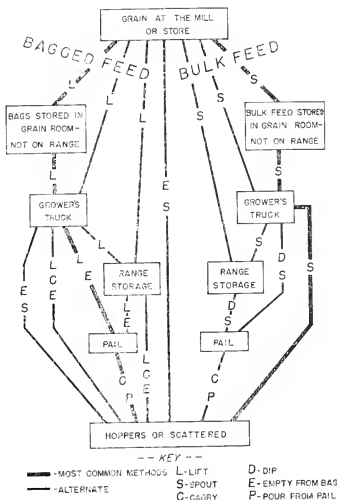 GRAIN AT THE MILL
OR STORE
BAGGED FEED
BULK FEED
L
L
L
E
S
S
S
S
BAGS STORED IN
GRAIN ROOM-
NOT ON RANGE
BULK FEED STORED
IN GRAIN ROOM-
NOT ON RANGE
L
S
GROWER'S
TRUCK
GROWER'S
TRUCK
E
S
L
C
E
L
E
L
S
D
S
S
RANGE
STORAGE
RANGE
STORAGE
L
E
D
S
PAIL
PAIL
C
P
L
C
E
C
P
HOPPERS OR SCATTERED
-- KEY --
-MOST COMMON METHODS L-LIFT D-DIP
-ALTERNATE S-SPOUT E-EMPTY FROM BAG
C-CARRY P-POUR FROM PAIL